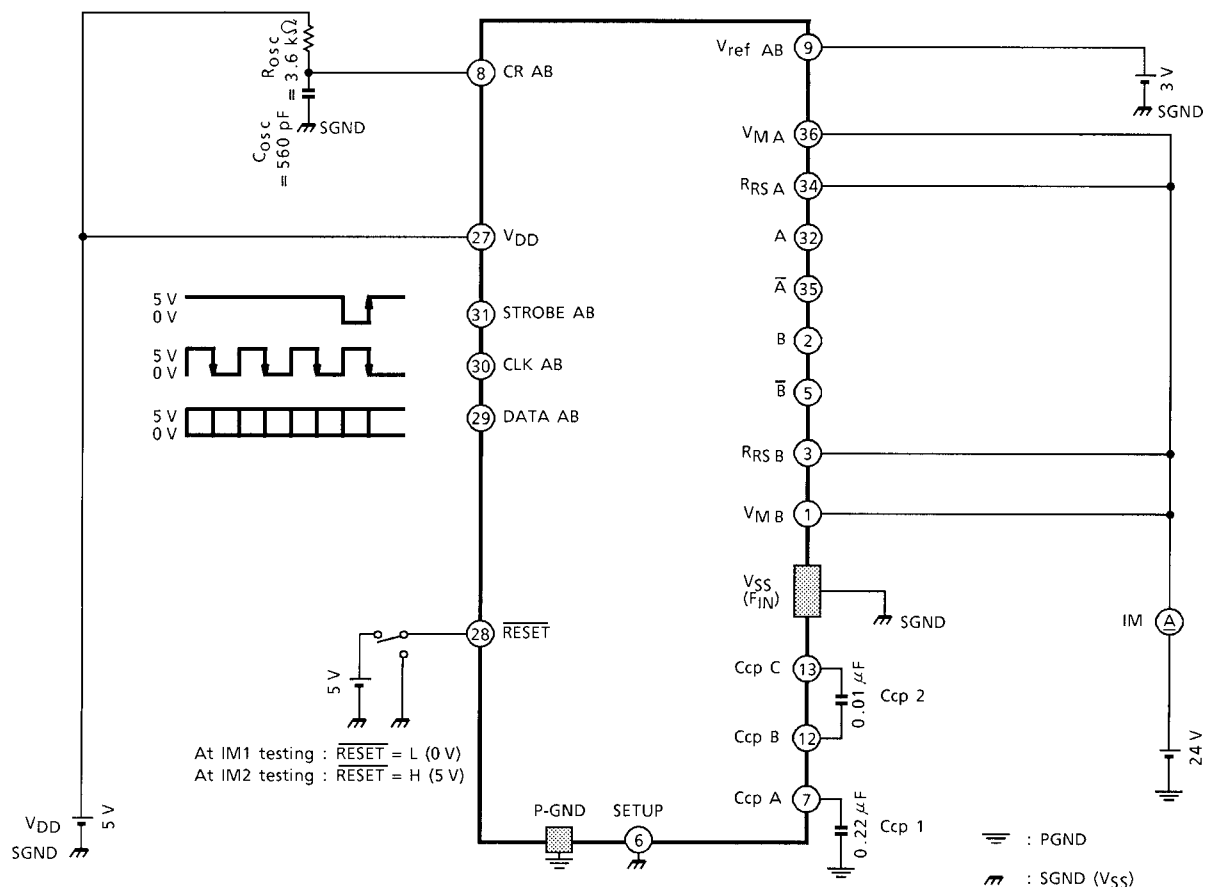 Rosc
= 3.6 kΩ
Cosc
= 560 pF
SGND
8
CR AB
27
VDD
5 V
0 V
31
STROBE AB
5 V
0 V
30
CLK AB
5 V
0 V
29
DATA AB
28
RESET
5 V
At IM1 testing : RESET = L (0 V)
At IM2 testing : RESET = H (5 V)
VDD
5 V
SGND
P-GND
SETUP
6
Vref AB
9
3 V
SGND
VM A
36
RRS A
34
A
32
A
35
B
2
B
5
RRS B
3
VM B
1
VSS
(FIN)
SGND
IM
A
24 V
Ccp C
13
0.01 μF
Ccp 2
Ccp B
12
Ccp A
7
0.22 μF
Ccp 1
: PGND
: SGND (VSS)